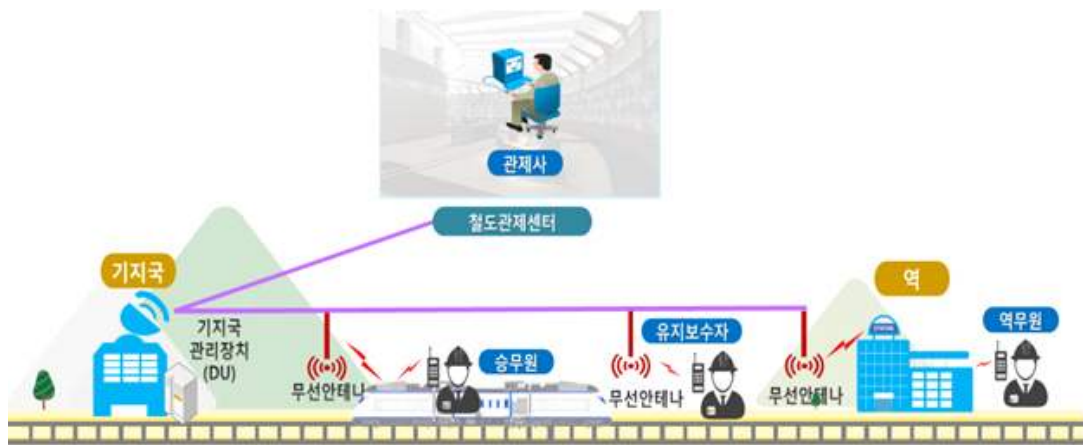 관제사
철도관제센터
기지국
역
기지국
관리장치
(DU)
유지보수자
역무원
승무원
무선안테나
무선안테나
무선안테나